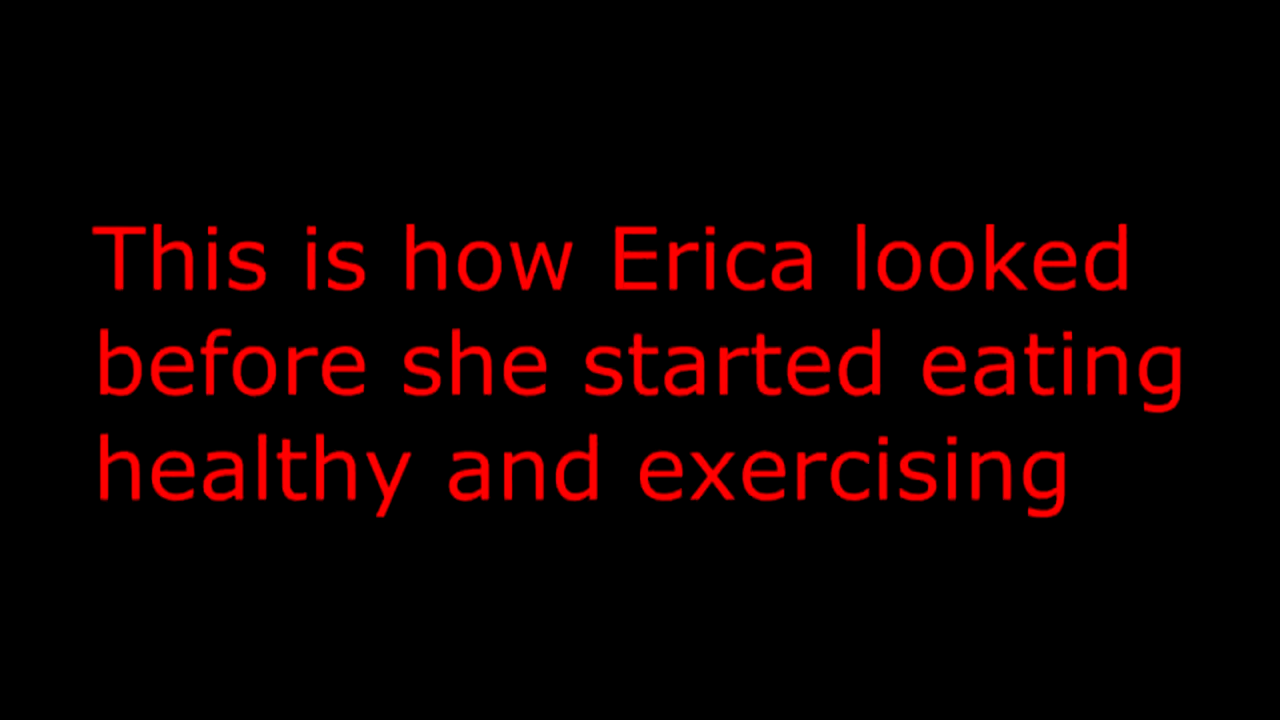 This is how Erica looked
before she started eating
healthy and exercising